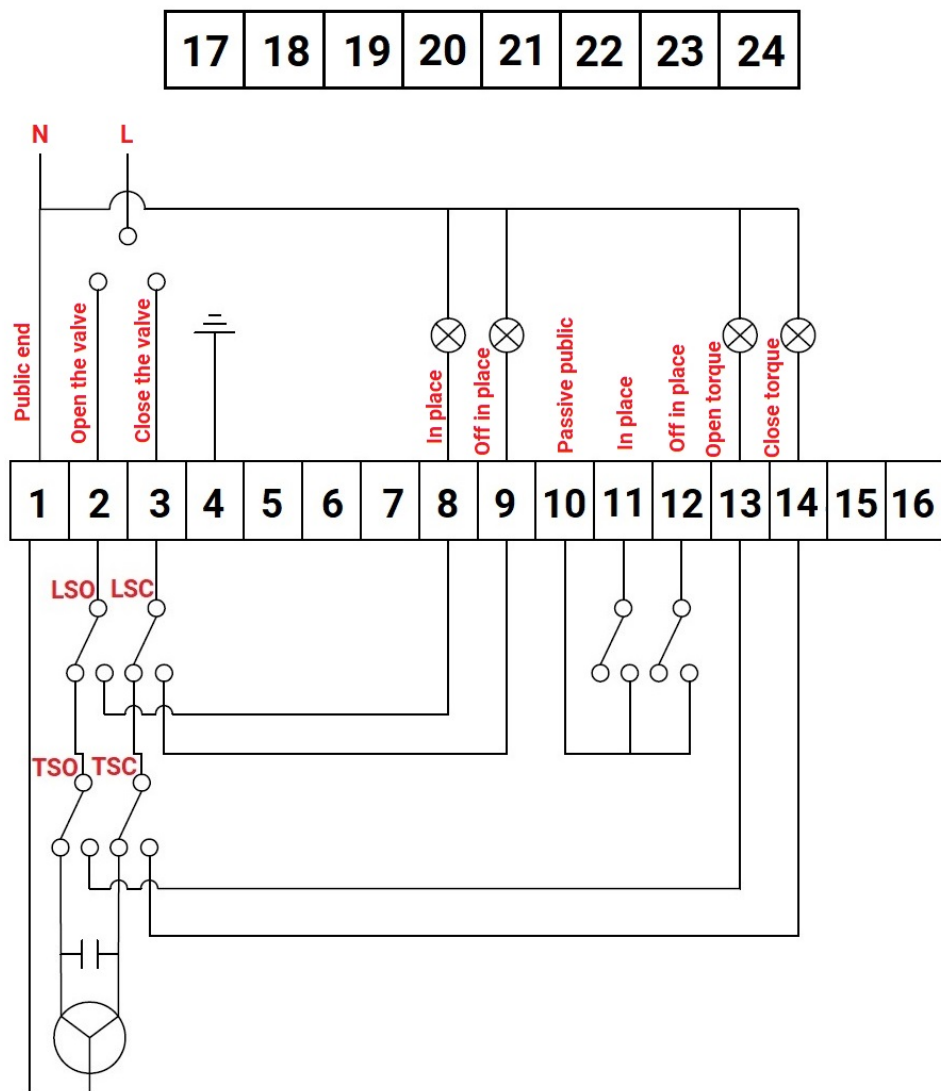 17 18 19 20 21 22 23 24
N L
Public end
Open the valve
Close the valve
In place
Off in place
Passive public
In place
Off in place
Open torque
Close torque
1 2 3 4 5 6 7 8 9 10 11 12 13 14 15 16
LSO LSC
TSO TSC